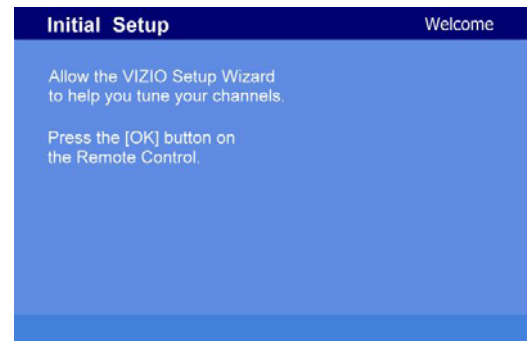 Initial Setup
Welcome
Allow the VIZIO Setup Wizard
to help you tune your channels.
Press the [OK] button on
the Remote Control.